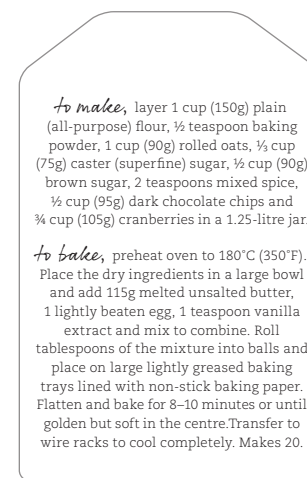 to make, layer 1 cup (150g) plain
(all-purpose) flour, ½ teaspoon baking
powder, 1 cup (90g) rolled oats, ⅓ cup
(75g) caster (superfine) sugar, ½ cup (90g)
brown sugar, 2 teaspoons mixed spice,
½ cup (95g) dark chocolate chips and
¾ cup (105g) cranberries in a 1.25-litre jar.
to bake, preheat oven to 180°C (350°F).
Place the dry ingredients in a large bowl
and add 115g melted unsalted butter,
1 lightly beaten egg, 1 teaspoon vanilla
extract and mix to combine. Roll
tablespoons of the mixture into balls and
place on large lightly greased baking
trays lined with non-stick baking paper.
Flatten and bake for 8–10 minutes or until
golden but soft in the centre.Transfer to
wire racks to cool completely. Makes 20.